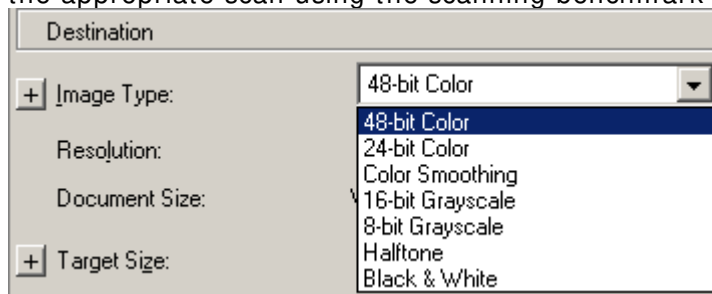 the appropriate scan using the scanning benchmark
Destination
+ Image Type: 48-bit Color
48-bit Color
Resolution: 24-bit Color
Color Smoothing
Document Size: 16-bit Grayscale
8-bit Grayscale
+ Target Size: Halftone
Black & White